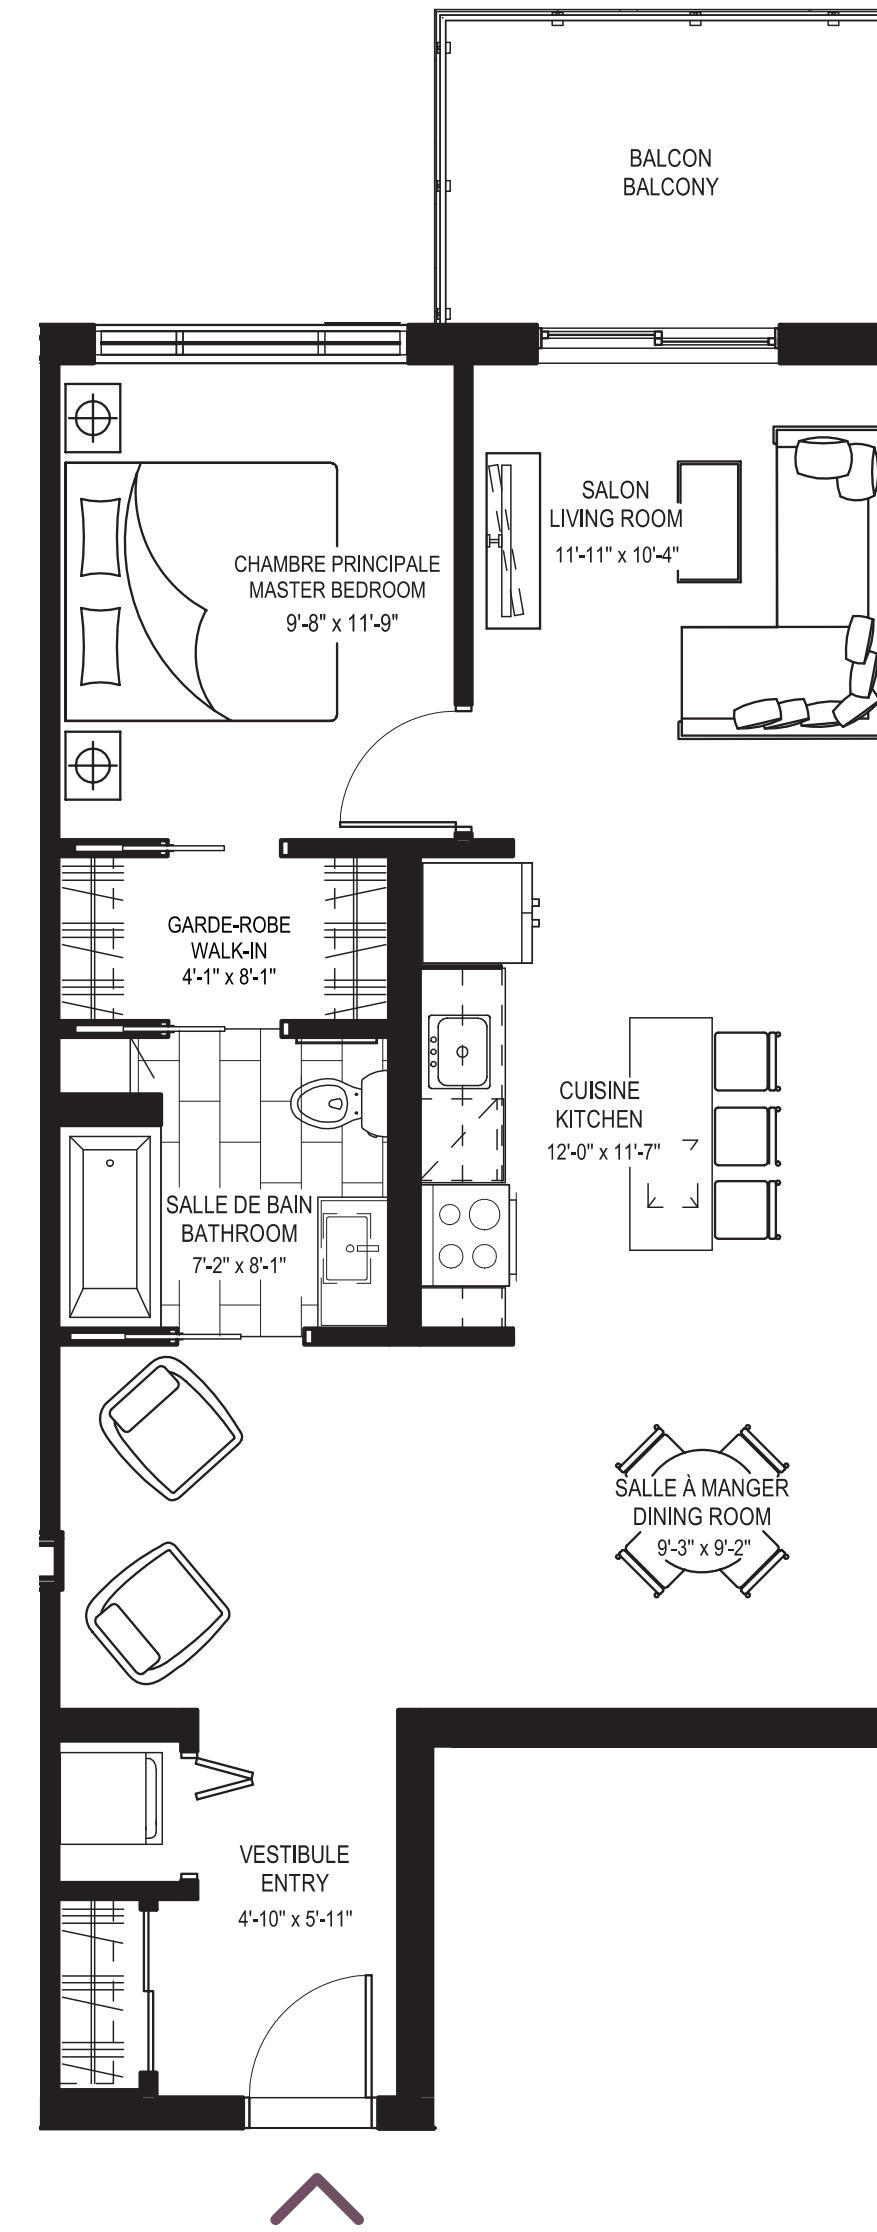 BALCON
BALCONY
SALON
LIVING ROOM
11'-11" x 10'-4"
CHAMBRE PRINCIPALE
MASTER BEDROOM
9'-8" x 11'-9"
GARDE-ROBE
WALK-IN
4'-1" x 8'-1"
CUISINE
KITCHEN
12'-0" x 11'-7"
SALLE DE BAIN
BATHROOM
7'-2" x 8'-1"
SALLE À MANGER
DINING ROOM
9'-3" x 9'-2"
VESTIBULE
ENTRY
4'-10" x 5'-11"